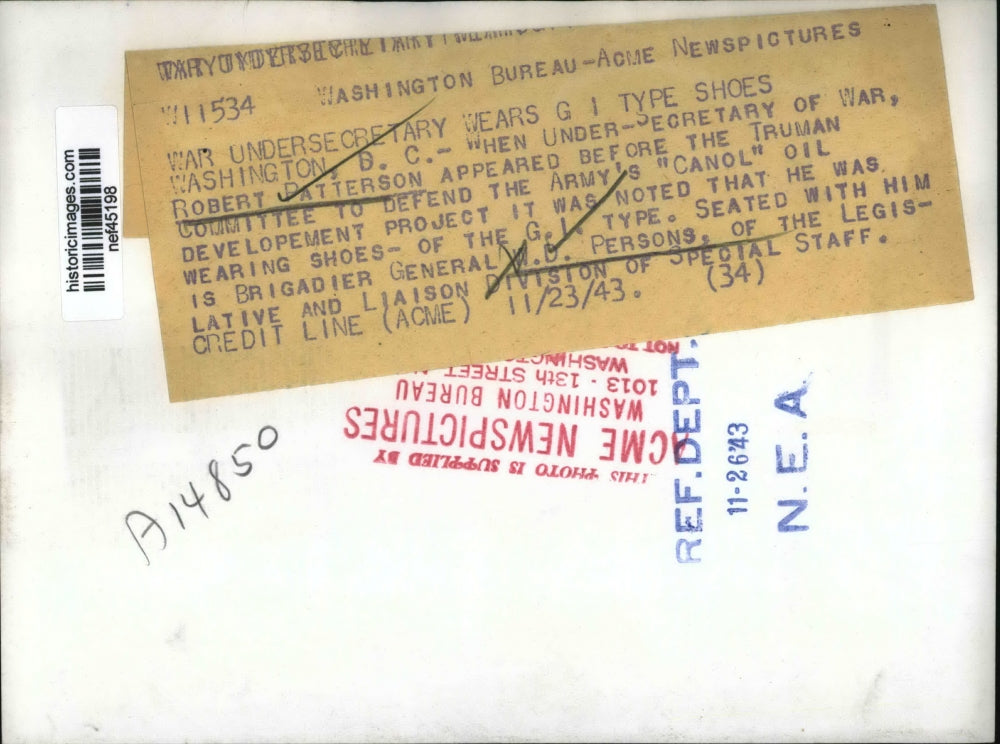 W11534 WASHINGTON BUREAU-ACME NEWSPICTURES
WAR UNDERSECRETARY WEARS G I TYPE SHOES
WASHINGTON, D. C.- WHEN UNDER-SECRETARY OF WAR,
ROBERT PATTERSON APPEARED BEFORE THE TRUMAN
COMMITTEE TO DEFEND THE ARMY'S "CANOL" OIL
DEVELOPEMENT PROJECT IT WAS NOTED THAT HE WAS
WEARING SHOES- OF THE G.I. TYPE. SEATED WITH HIM
IS BRIGADIER GENERAL PERSONS, OF THE LEGIS-
LATIVE AND LIAISON DIVISION OF SPECIAL STAFF.
CREDIT LINE (ACME) 11/23/43. (34)
historicimages.com
nef45198
THIS PHOTO IS SUPPLIED BY
ACME NEWSPICTURES
WASHINGTON BUREAU
1013 - 13th STREET
NOT TO
REF. DEPT.
11-26 43
N. E. A.
A14850